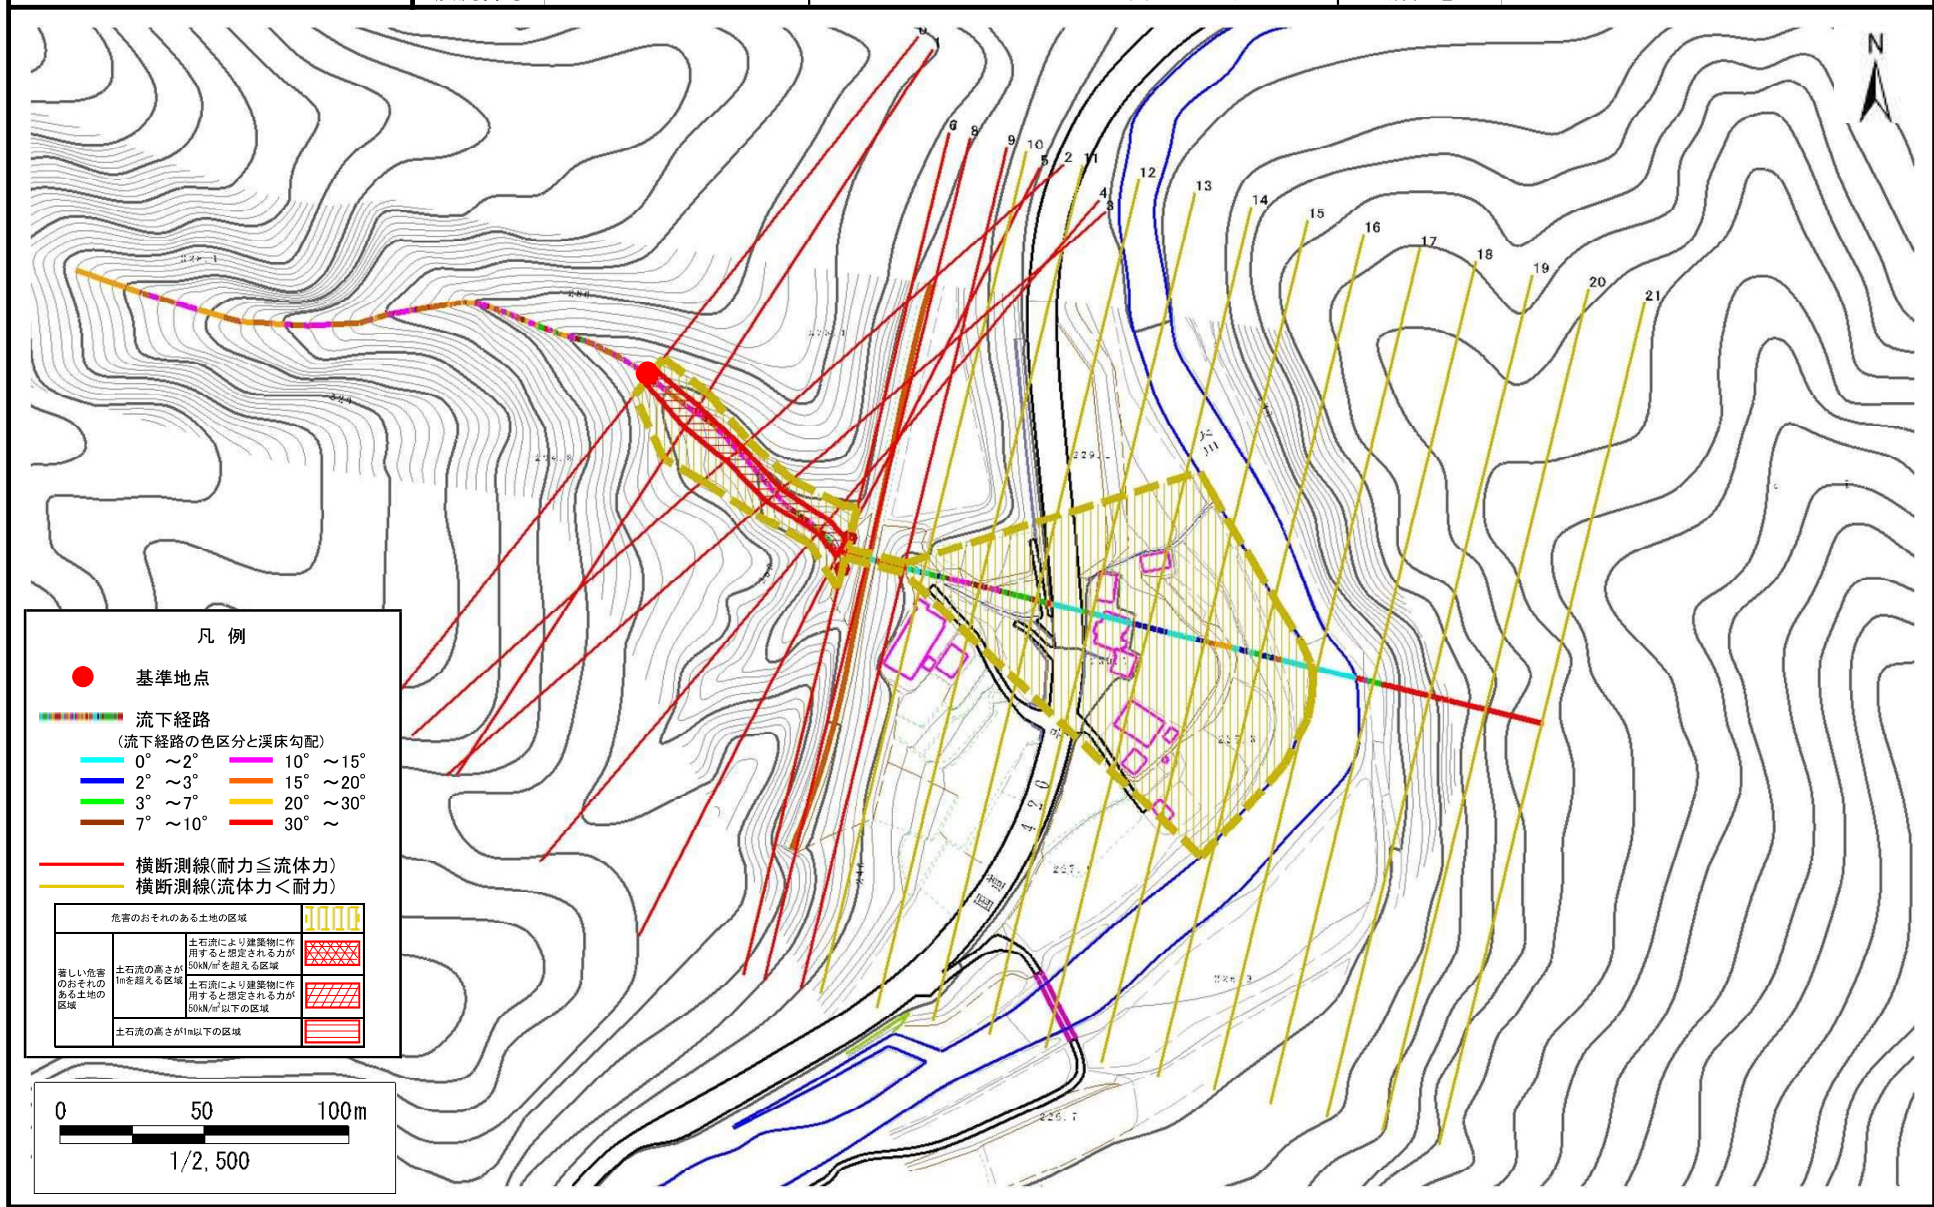 N
0
1
6
8
9
10
5
2
11
4
3
12
13
14
15
16
17
18
19
20
21
国道
420
226.7
凡 例
基準地点
流下経路
(流下経路の色区分と渓床勾配)
0° ～2° 10° ～15°
2° ～3° 15° ～20°
3° ～7° 20° ～30°
7° ～10° 30° ～
横断測線(耐力≦流体力)
横断測線(流体力＜耐力)
危害のおそれのある土地の区域
著しい危害
のおそれの
ある土地の
区域
土石流の高さが
1mを超える区域
土石流により建築物に作
用すると想定される力が
50kN/㎡を超える区域
土石流により建築物に作
用すると想定される力が
50kN/㎡以下の区域
土石流の高さが1m以下の区域
0 50 100m
1/2,500